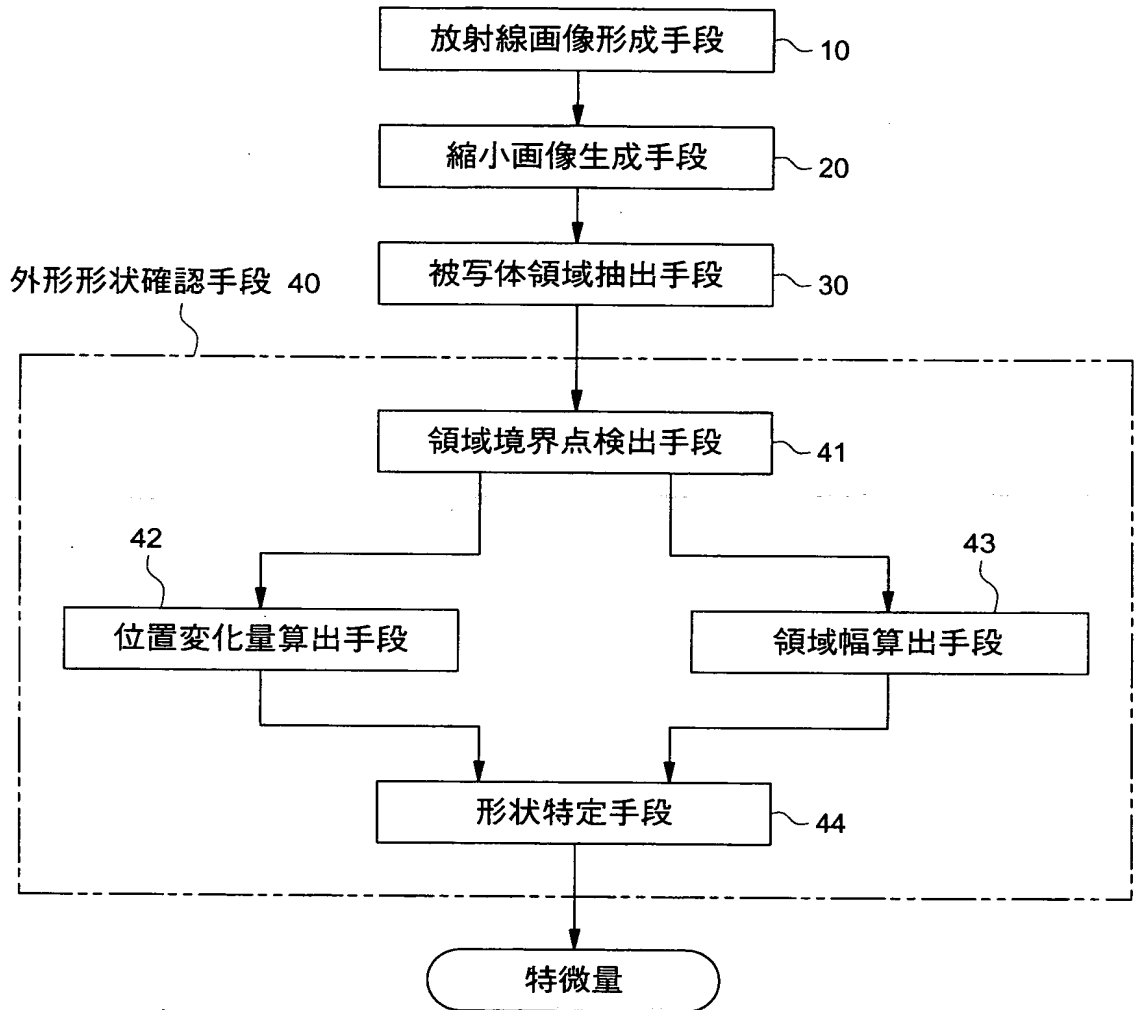 放射線画像形成手段
10
縮小画像生成手段
20
被写体領域抽出手段
30
外形形状確認手段 40
領域境界点検出手段
41
42
43
位置変化量算出手段
領域幅算出手段
形状特定手段
44
特微量